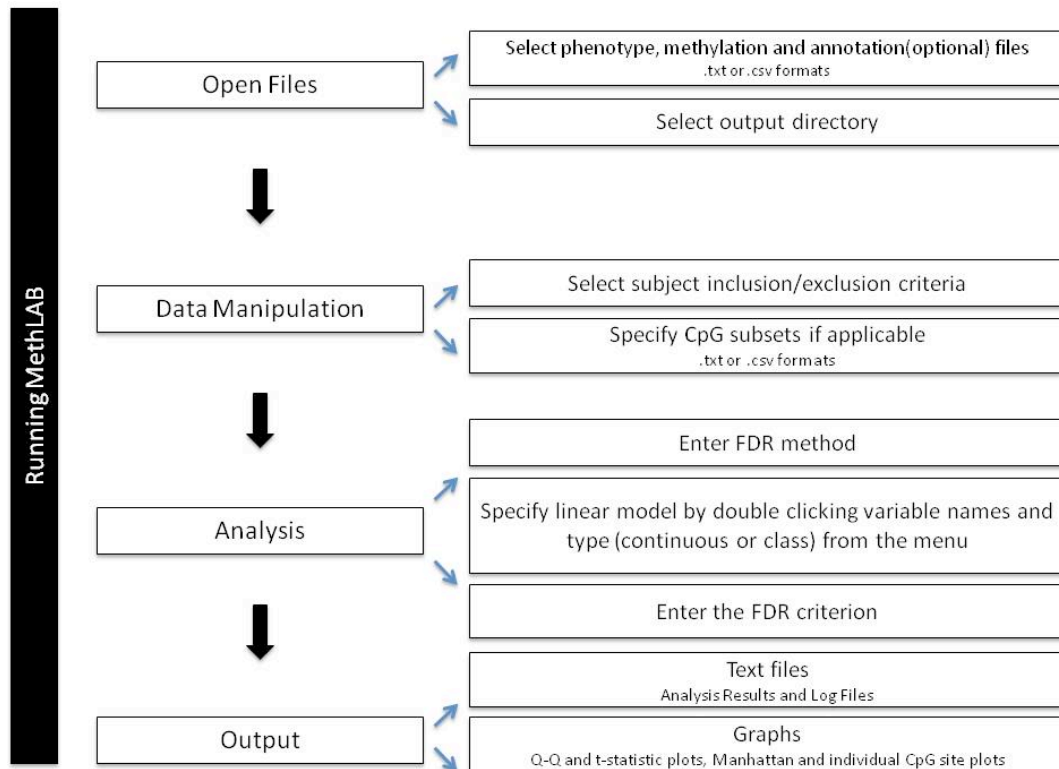 Running MethLAB
Open Files
Select phenotype, methylation and annotation(optional) files
.txt or .csv formats
Select output directory
Data Manipulation
Select subject inclusion/exclusion criteria
Specify CpG subsets if applicable
.txt or .csv formats
Analysis
Enter FDR method
Specify linear model by double clicking variable names and
type (continuous or class) from the menu
Enter the FDR criterion
Output
Text files
Analysis Results and Log Files
Graphs
Q-Q and t-statistic plots, Manhattan and individual CpG site plots